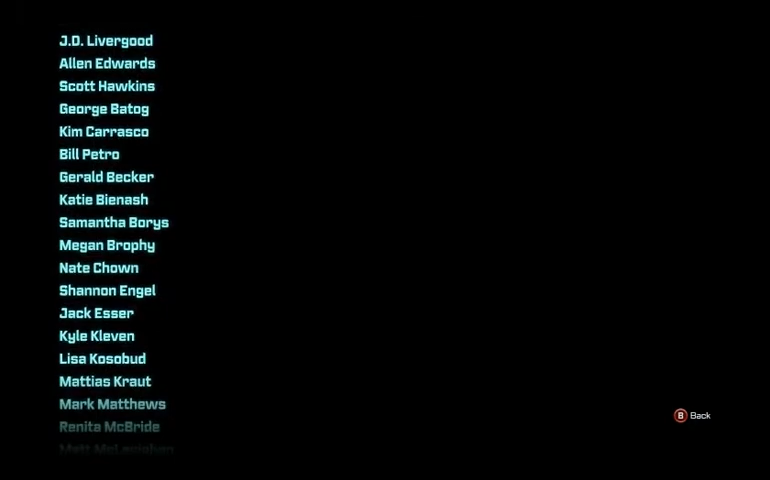 J.D. Livergood
Allen Edwards
Scott Hawkins
George Batog
Kim Carrasco
Bill Petro
Gerald Becker
Katie Bienash
Samantha Borys
Megan Brophy
Nate Chown
Shannon Engel
Jack Esser
Kyle Kleven
Lisa Kosobud
Mattias Kraut
Mark Matthews
B Back
Renita McBride
Matt